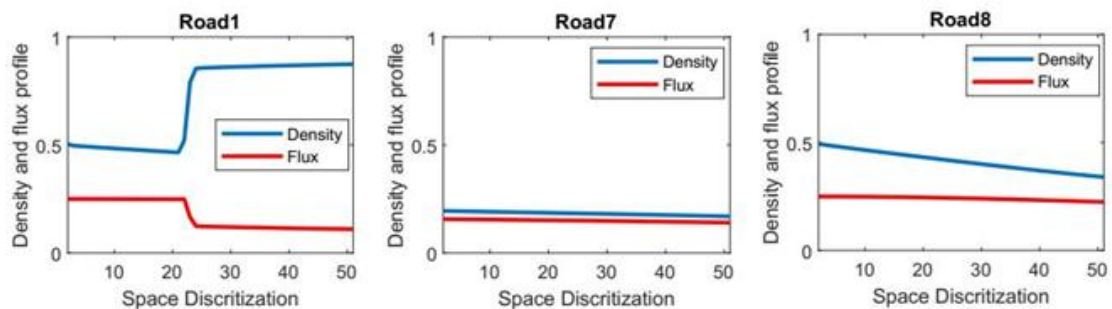 Road1
Density and flux profile
1
0.5
0
Density
Flux
10 20 30 40 50
Space Discritization
Road7
Density and flux profile
1
0.5
0
Density
Flux
10 20 30 40 50
Space Discritization
Road8
Density and flux profile
1
0.5
0
Density
Flux
10 20 30 40 50
Space Discritization